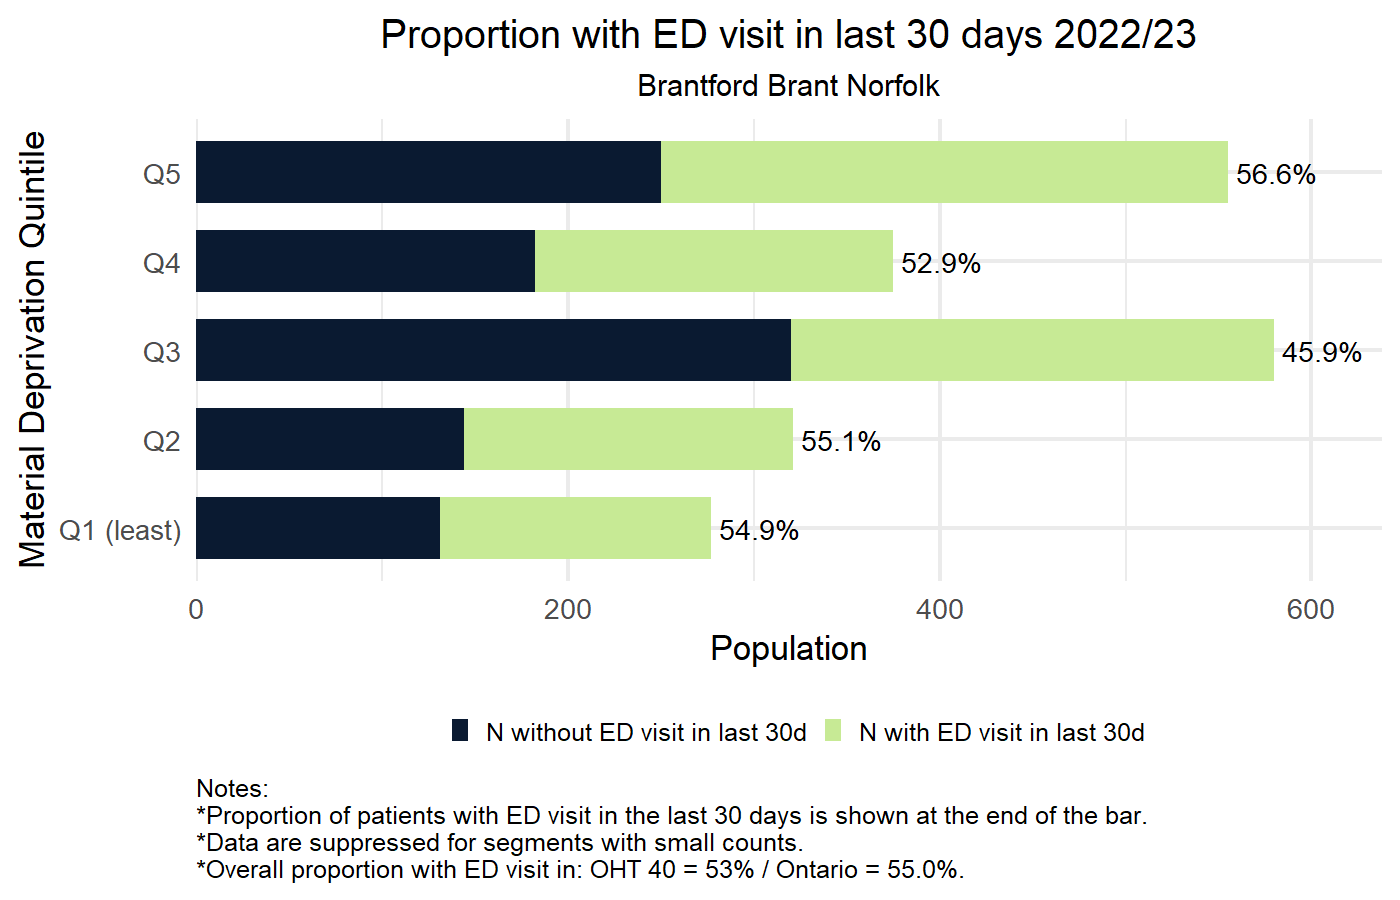 Proportion with ED visit in last 30 days 2022/23
Brantford Brant Norfolk
Material Deprivation Quintile
Q5
56.6%
Q4
52.9%
Q3
45.9%
Q2
55.1%
Q1 (least)
54.9%
0 200 400 600
Population
N without ED visit in last 30d N with ED visit in last 30d
Notes:
*Proportion of patients with ED visit in the last 30 days is shown at the end of the bar.
*Data are suppressed for segments with small counts.
*Overall proportion with ED visit in: OHT 40 = 53% / Ontario = 55.0%.